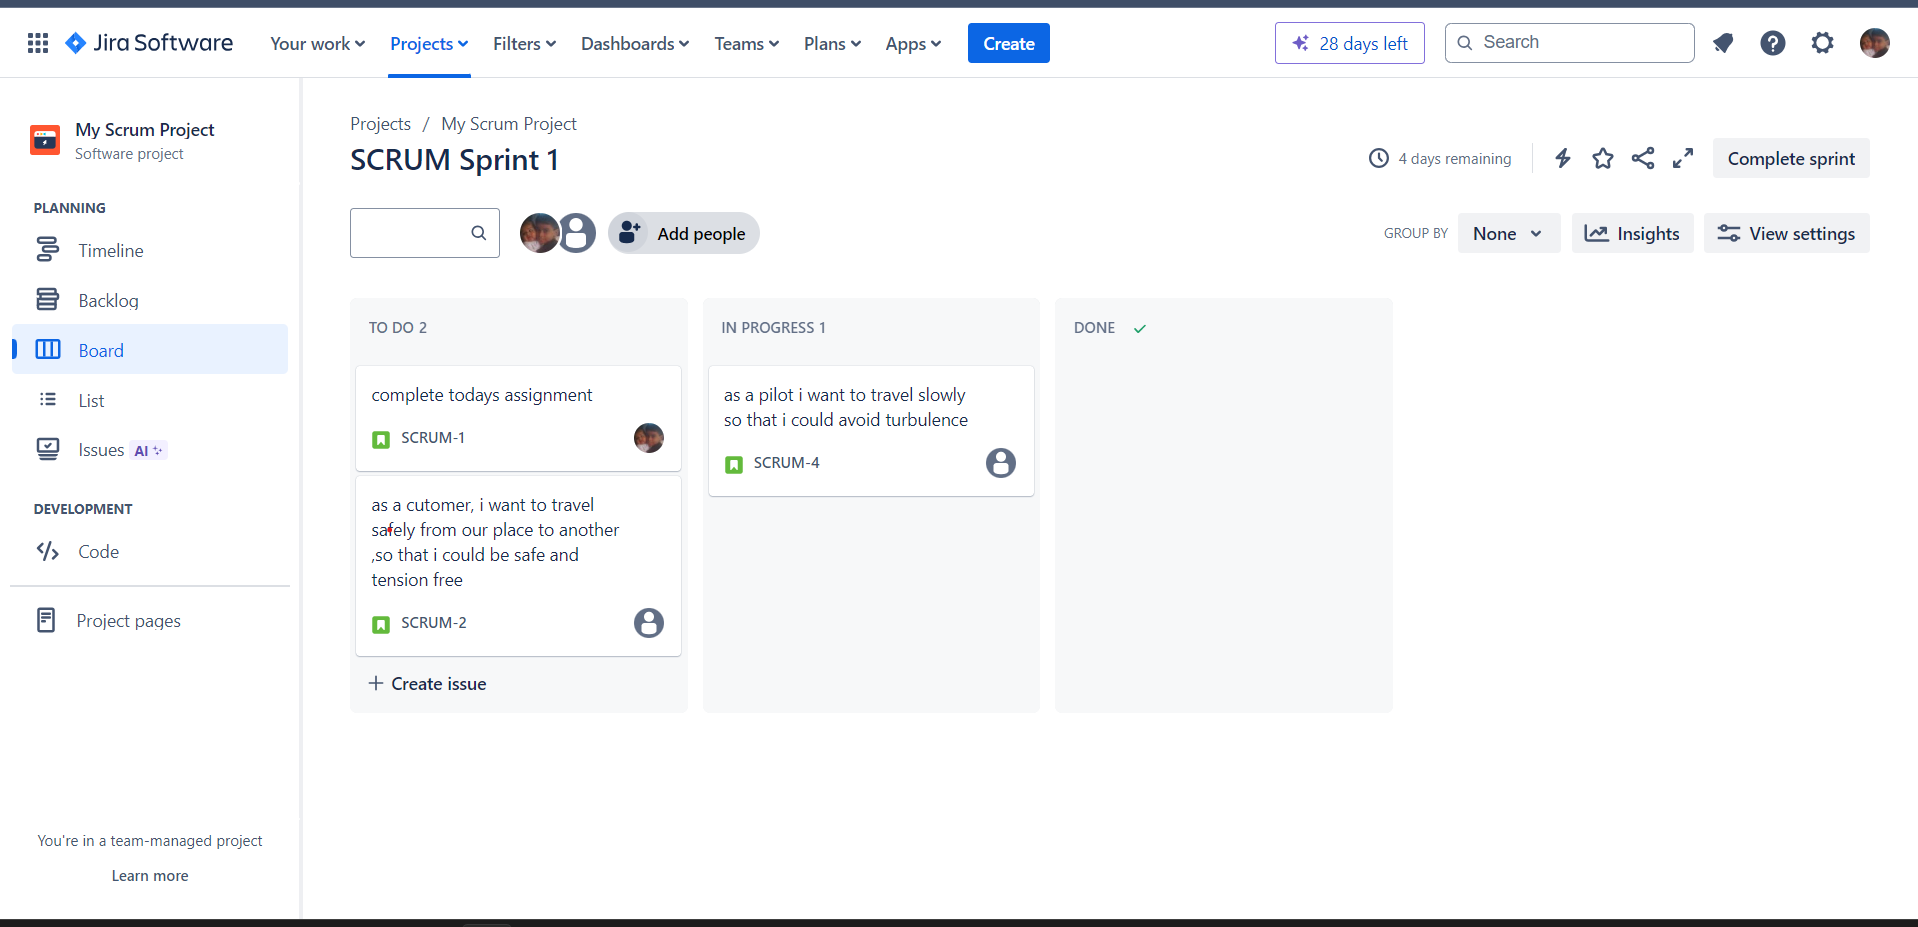 Jira Software
Your work
Projects
Filters
Dashboards
Teams
Plans
Apps
Create
28 days left
Search
My Scrum Project
Software project
PLANNING
Timeline
Backlog
Board
List
Issues AI
DEVELOPMENT
Code
Project pages
You're in a team-managed project
Learn more
Projects / My Scrum Project
SCRUM Sprint 1
4 days remaining
Complete sprint
Add people
GROUP BY
None
Insights
View settings
TO DO 2
complete todays assignment
SCRUM-1
as a cutomer, i want to travel
safely from our place to another
,so that i could be safe and
tension free
SCRUM-2
Create issue
IN PROGRESS 1
as a pilot i want to travel slowly
so that i could avoid turbulence
SCRUM-4
DONE